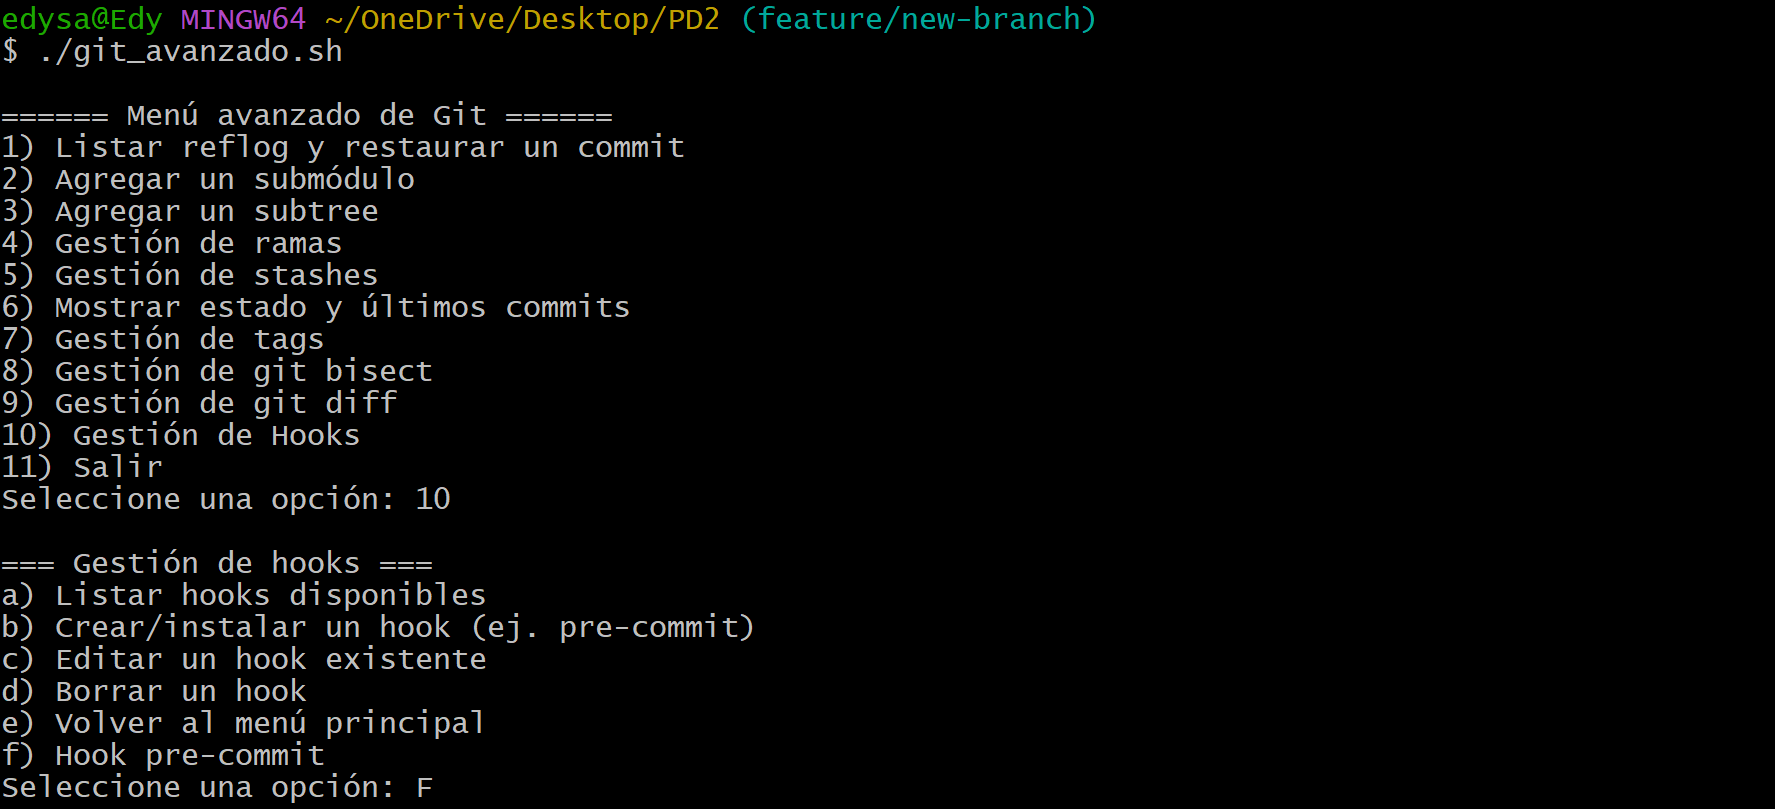 edysa@Edy MINGW64 ~/OneDrive/Desktop/PD2 (feature/new-branch)
$ ./git_avanzado.sh
====== Menú avanzado de Git ======
1) Listar reflog y restaurar un commit
2) Agregar un submódulo
3) Agregar un subtree
4) Gestión de ramas
5) Gestión de stashes
6) Mostrar estado y últimos commits
7) Gestión de tags
8) Gestión de git bisect
9) Gestión de git diff
10) Gestión de Hooks
11) Salir
Seleccione una opción: 10
=== Gestión de hooks ===
a) Listar hooks disponibles
b) Crear/instalar un hook (ej. pre-commit)
c) Editar un hook existente
d) Borrar un hook
e) Volver al menú principal
f) Hook pre-commit
Seleccione una opción: F